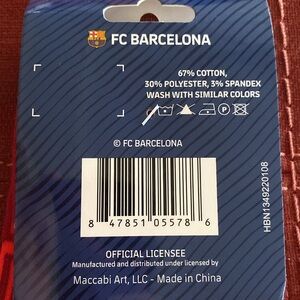 FC BARCELONA
67% COTTON,
30% POLYESTER, 3% SPANDEX
WASH WITH SIMILAR COLORS
P
© FC BARCELONA
8 47851 05578 6
HBN1349220108
OFFICIAL LICENSEE
Manufactured and distributed under licensed by
Maccabi Art, LLC - Made in China